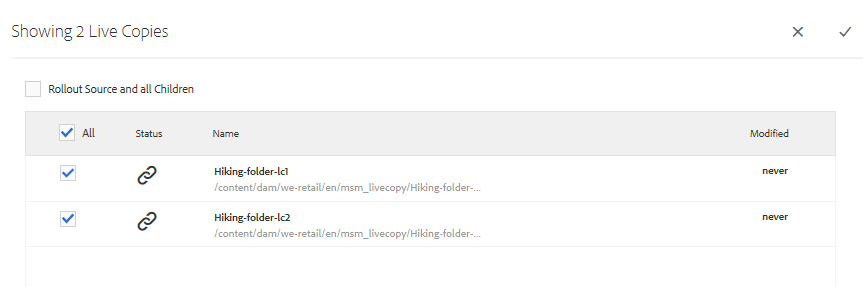 Showing 2 Live Copies
Rollout Source and all Children
All Status Name Modified
Hiking-folder-lc1 never
/content/dam/we-retail/en/msm_livecopy/Hiking-folder-...
Hiking-folder-lc2 never
/content/dam/we-retail/en/msm_livecopy/Hiking-folder-...